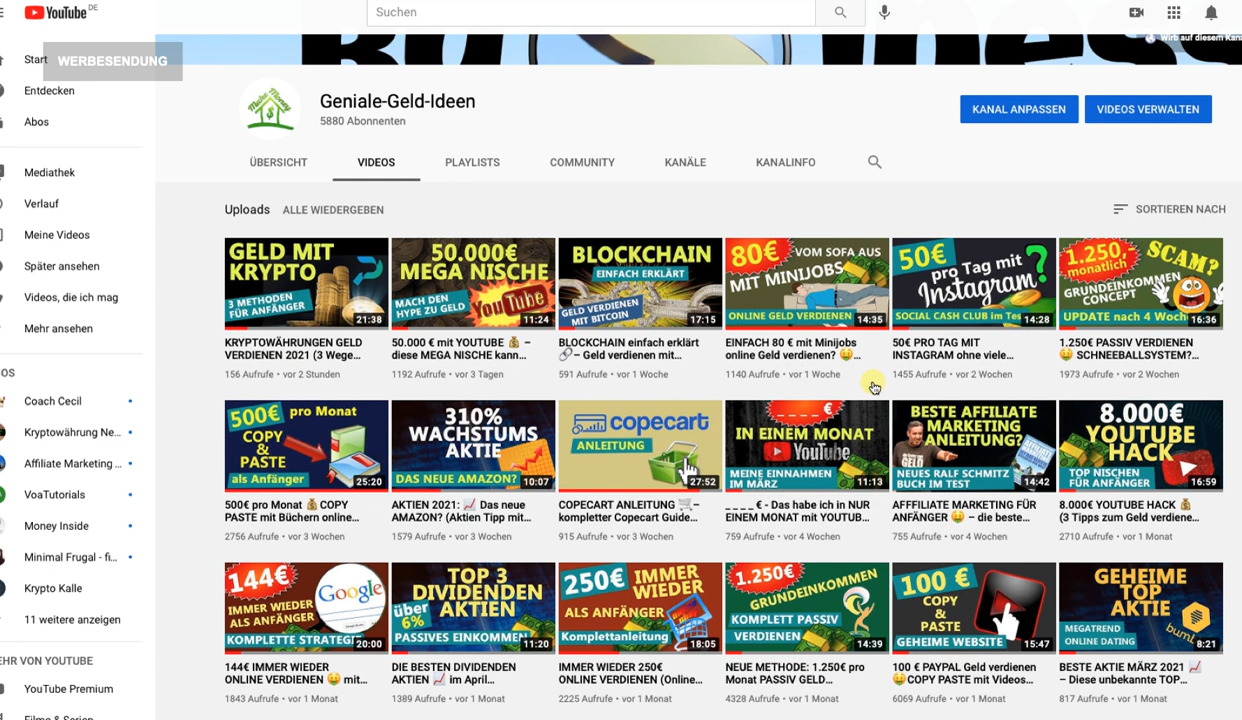 YouTube DE
Suchen
WERBESENDUNG
Start
Entdecken
Abos
Mediathek
Verlauf
Meine Videos
Später ansehen
Videos, die ich mag
Mehr ansehen
OS
Coach Cecil
Kryptowährung Ne...
Affiliate Marketing ...
VoaTutorials
Money Inside
Minimal Frugal - fi...
Krypto Kalle
11 weitere anzeigen
EHR VON YOUTUBE
YouTube Premium
Filme & Serien
Wirb auf diesem Kana
Make Money
Geniale-Geld-Ideen
5880 Abonnenten
KANAL ANPASSEN
VIDEOS VERWALTEN
ÜBERSICHT VIDEOS PLAYLISTS COMMUNITY KANÄLE KANALINFO
Uploads ALLE WIEDERGEBEN
SORTIEREN NACH
GELD MIT
KRYPTO
3 METHODEN
FÜR ANFÄNGER
21:38
KRYPTOWÄHRUNGEN GELD
VERDIENEN 2021 (3 Wege...
156 Aufrufe • vor 2 Stunden
50.000€
MEGA NISCHE
MACH DEN
HYPE ZU GELD
YouTube
11:24
50.000 € mit YOUTUBE 💰 –
diese MEGA NISCHE kann...
1192 Aufrufe • vor 3 Tagen
BLOCKCHAIN
EINFACH ERKLÄRT
GELD VERDIENEN
MIT BITCOIN
17:15
BLOCKCHAIN einfach erklärt
🔗– Geld verdienen mit...
591 Aufrufe • vor 1 Woche
80€
VOM SOFA AUS
MIT MINIJOBS
ONLINE GELD VERDIENEN
14:35
EINFACH 80 € mit Minijobs
online Geld verdienen? 🤑...
1140 Aufrufe • vor 1 Woche
50€
pro Tag mit
Instagram
?
SOCIAL CASH CLUB im Test
14:28
50€ PRO TAG MIT
INSTAGRAM ohne viele...
1455 Aufrufe • vor 2 Wochen
1.250.-
monatlich
SCAM?
GRUNDEINKOMMEN
CONCEPT
UPDATE nach 4 Wochen
16:36
1.250€ PASSIV VERDIENEN
🤑 SCHNEEBALLSYSTEM?...
1973 Aufrufe • vor 2 Wochen
500€ pro Monat
COPY
&
PASTE
als Anfänger
25:20
500€ pro Monat 💰 COPY
PASTE mit Büchern online...
2756 Aufrufe • vor 3 Wochen
310%
WACHSTUMS
AKTIE
DAS NEUE AMAZON?
10:07
AKTIEN 2021: 📈 Das neue
AMAZON? (Aktien Tipp mit...
1579 Aufrufe • vor 3 Wochen
copecart
ANLEITUNG
27:52
COPECART ANLEITUNG 🛒–
kompletter Copecart Guide...
915 Aufrufe • vor 3 Wochen
_ _ _ _ €
IN EINEM MONAT
YouTube
MEINE EINNAHMEN
IM MÄRZ
11:13
_ _ _ _ € - Das habe ich in NUR
EINEM MONAT mit YOUTUB...
759 Aufrufe • vor 4 Wochen
BESTE AFFILIATE
MARKETING
ANLEITUNG?
GELD
NEUES RALF SCHMITZ
BUCH IM TEST
14:42
AFFFILIATE MARKETING FÜR
ANFÄNGER 🤑 – die beste...
755 Aufrufe • vor 4 Wochen
8.000€
YOUTUBE
HACK
TOP NISCHEN
FÜR ANFÄNGER
16:59
8.000€ YOUTUBE HACK 💰
(3 Tipps zum Geld verdiene...
2710 Aufrufe • vor 1 Monat
144€
IMMER WIEDER
ALS ANFÄNGER
Google
KOMPLETTE STRATEGIE
20:00
144€ IMMER WIEDER
ONLINE VERDIENEN 🤑 mit...
1843 Aufrufe • vor 1 Monat
TOP 3
DIVIDENDEN
AKTIEN
über
6%
PASSIVES EINKOMMEN
11:20
DIE BESTEN DIVIDENDEN
AKTIEN 📈 im April...
1389 Aufrufe • vor 1 Monat
250€ IMMER
WIEDER
ALS ANFÄNGER
Komplettanleitung
18:05
IMMER WIEDER 250€
ONLINE VERDIENEN (Online...
2225 Aufrufe • vor 1 Monat
1.250€
GRUNDEINKOMMEN
KOMPLETT PASSIV
VERDIENEN
14:39
NEUE METHODE: 1.250€ pro
Monat PASSIV GELD...
4328 Aufrufe • vor 1 Monat
100 €
COPY
&
PASTE
GEHEIME WEBSITE
15:47
100 € PAYPAL Geld verdienen
🤑COPY PASTE mit Videos...
6069 Aufrufe • vor 1 Monat
GEHEIME
TOP
AKTIE
MEGATREND
ONLINE DATING
bumble
8:21
BESTE AKTIE MÄRZ 2021 📈
– Diese unbekannte TOP...
817 Aufrufe • vor 1 Monat